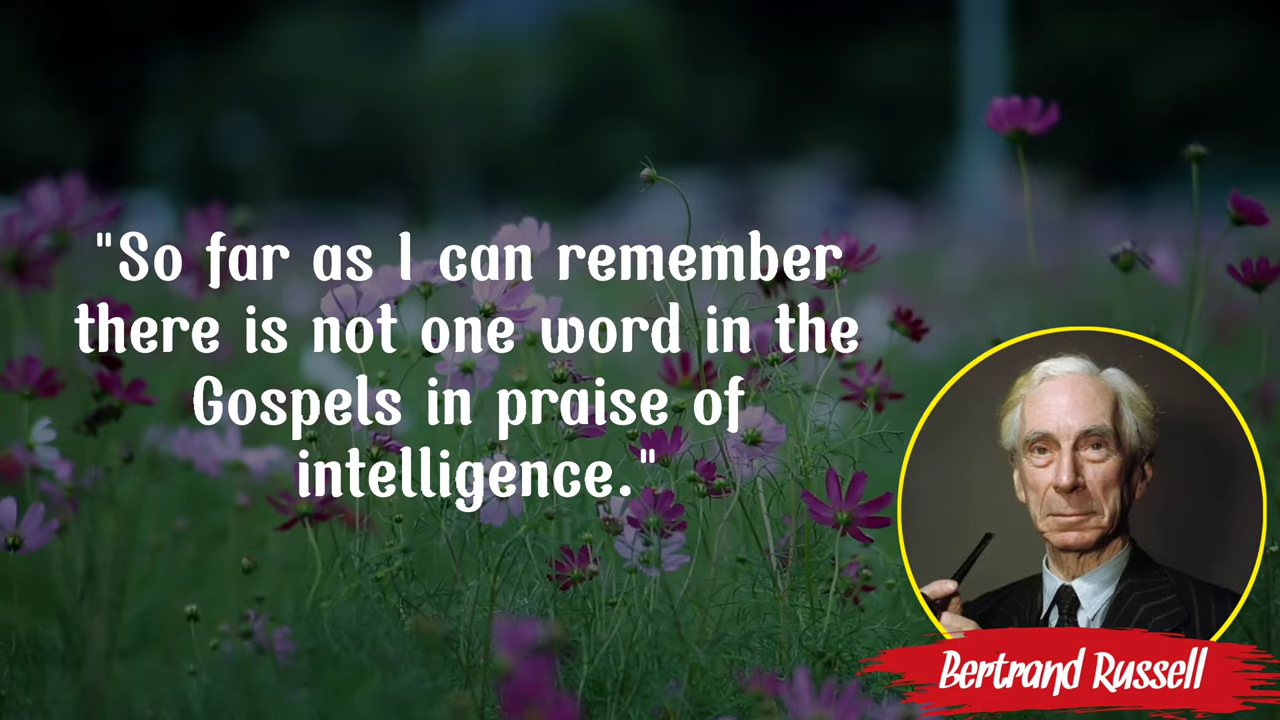 "So far as I can remember
there is not one word in the
Gospels in praise of
intelligence."
Bertrand Russell